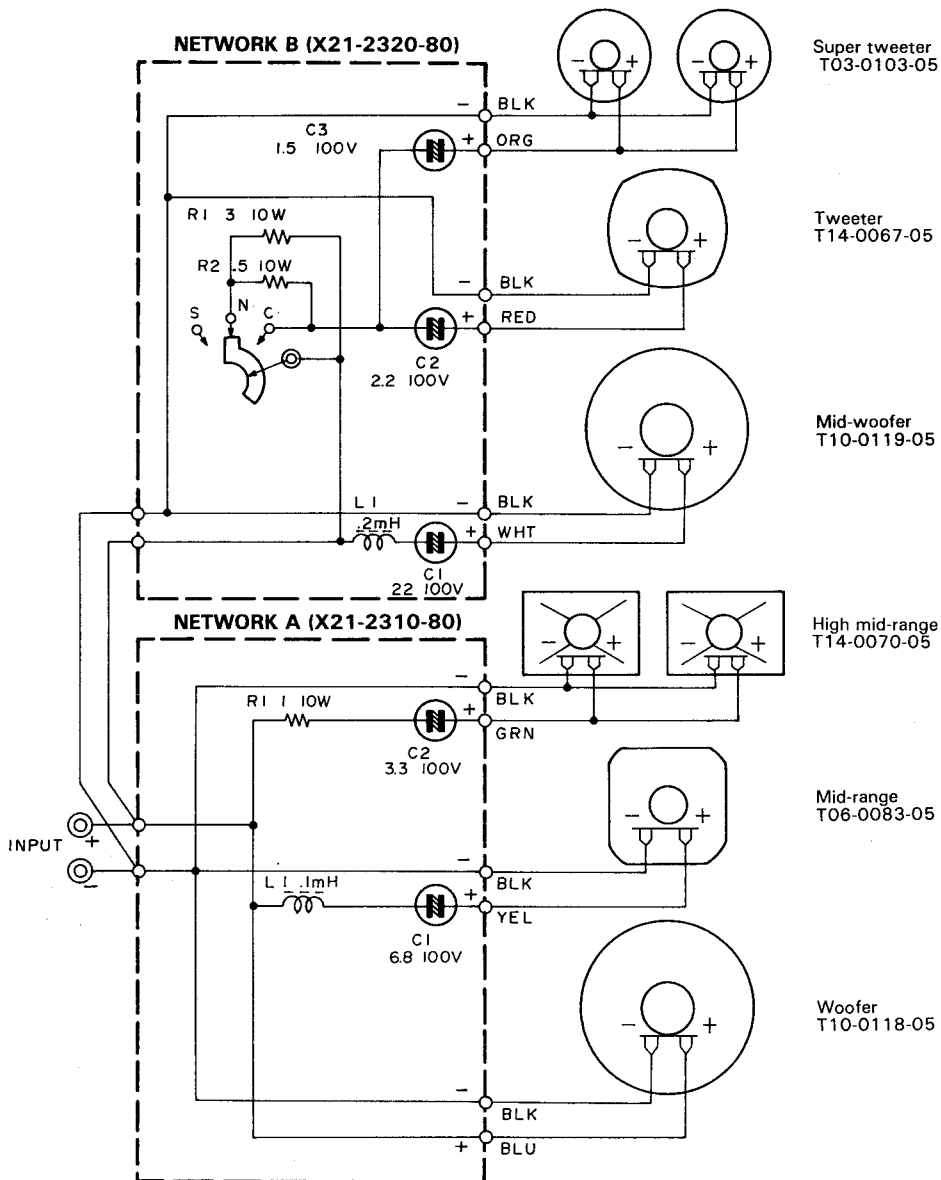 NETWORK B (X21-2320-80)
Super tweeter
T03-0103-05
- +
- +
- BLK
C3
1.5 100V
+ ORG
R1 3 10W
Tweeter
T14-0067-05
- +
R2 .5 10W
- BLK
S N C
+ RED
C2
2.2 100V
Mid-woofer
T10-0119-05
- +
L1
- BLK
.2mH
+ WHT
C1
22 100V
NETWORK A (X21-2310-80)
High mid-range
T14-0070-05
- +
- +
- BLK
R1 1 10W
+ GRN
C2
3.3 100V
Mid-range
T06-0083-05
- +
INPUT
+
-
- BLK
L1 .1mH
+ YEL
C1
6.8 100V
Woofer
T10-0118-05
- +
- BLK
+ BLU